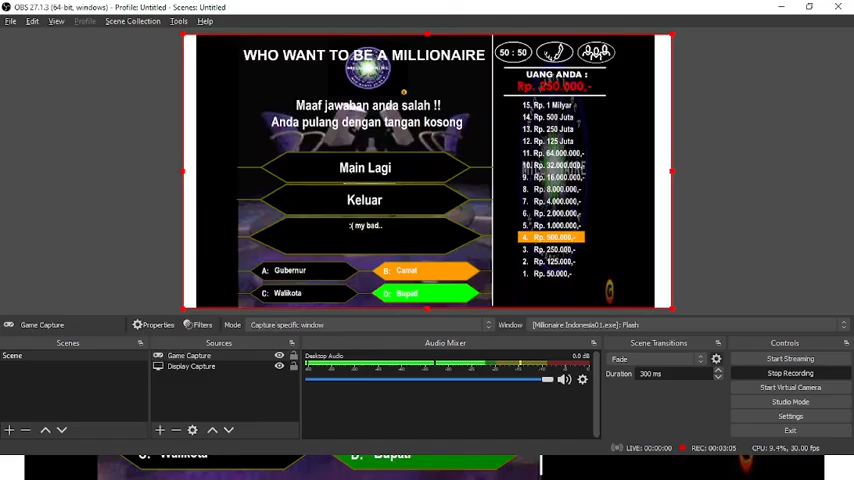 OBS 27.1.3 (64-bit, windows) - Profile: Untitled - Scenes: Untitled
File Edit View Profile Scene Collection Tools Help
WHO WANT TO BE A MILLIONAIRE
50 : 50
UANG ANDA :
Rp. 250.000,-
Maaf jawaban anda salah !!
Anda pulang dengan tangan kosong
Main Lagi
Keluar
:( my bad..
A: Gubernur
B: Camat
C: Walikota
D: Bupati
15. Rp. 1 Milyar
14. Rp. 500 Juta
13. Rp. 250 Juta
12. Rp. 125 Juta
11. Rp. 64.000.000,-
10. Rp. 32.000.000,-
9. Rp. 16.000.000,-
8. Rp. 8.000.000,-
7. Rp. 4.000.000,-
6. Rp. 2.000.000,-
5. Rp. 1.000.000,-
4. Rp. 500.000,-
3. Rp. 250.000,-
2. Rp. 125.000,-
1. Rp. 50.000,-
Game Capture Properties Filters Mode Capture specific window Window [Millionaire Indonesia01.exe]: Flash
Scenes Sources Audio Mixer Scene Transitions Controls
Scene
Game Capture
Display Capture
Desktop Audio 0.0 dB
Fade
Duration 300 ms
Start Streaming
Stop Recording
Start Virtual Camera
Studio Mode
Settings
Exit
LIVE: 00:00:00 REC: 00:03:05 CPU: 9.4%, 30.00 fps
C: Walikota D: Bupati